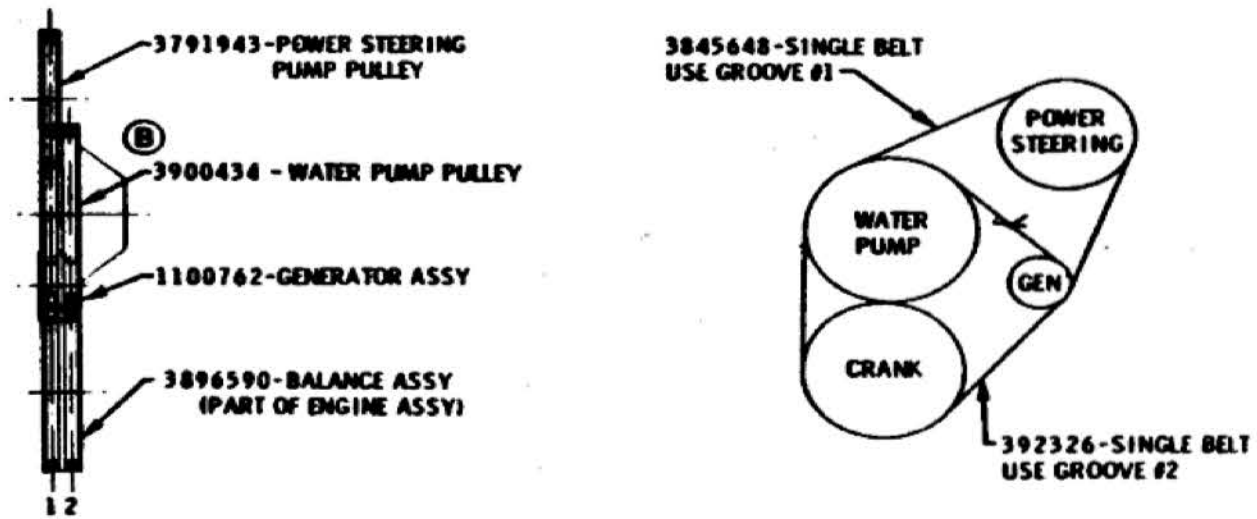 3791943-POWER STEERING
PUMP PULLEY
B
3900434 - WATER PUMP PULLEY
1100762-GENERATOR ASSY
3896590-BALANCE ASSY
(PART OF ENGINE ASSY)
1 2
3845648-SINGLE BELT
USE GROOVE #1
POWER
STEERING
WATER
PUMP
GEN
CRANK
392326-SINGLE BELT
USE GROOVE #2